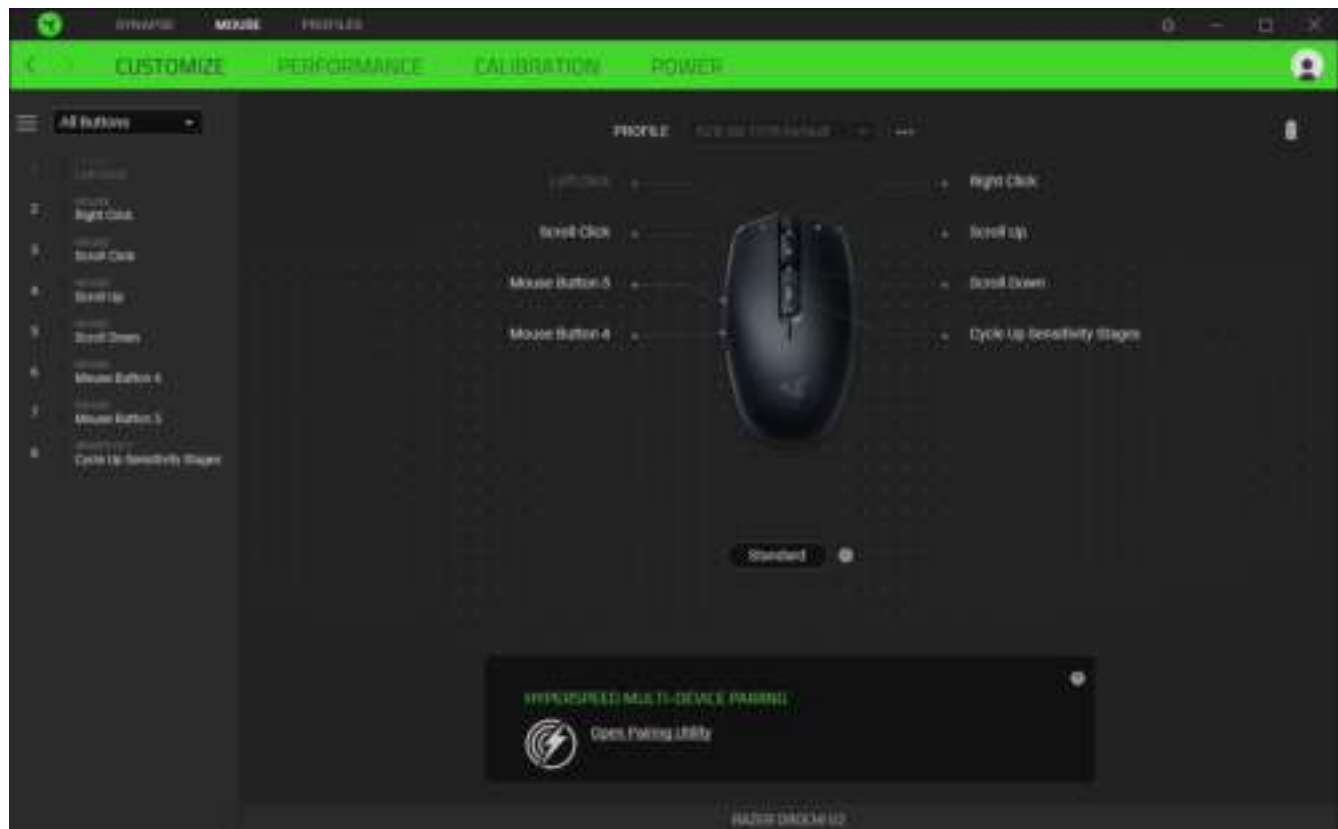 SYNAPSE MOUSE PROFILES
CUSTOMIZE PERFORMANCE CALIBRATION POWER
All Buttons
PROFILE
2 Right Click
3 Scroll Click
4 Scroll Up
5 Scroll Down
6 Mouse Button 4
7 Mouse Button 5
8 Cycle Up Sensitivity Stages
Left Click
Scroll Click
Mouse Button 5
Mouse Button 4
Right Click
Scroll Up
Scroll Down
Cycle Up Sensitivity Stages
Standard
HYPERSPEED MULTI-DEVICE PAIRING
Open Pairing Utility